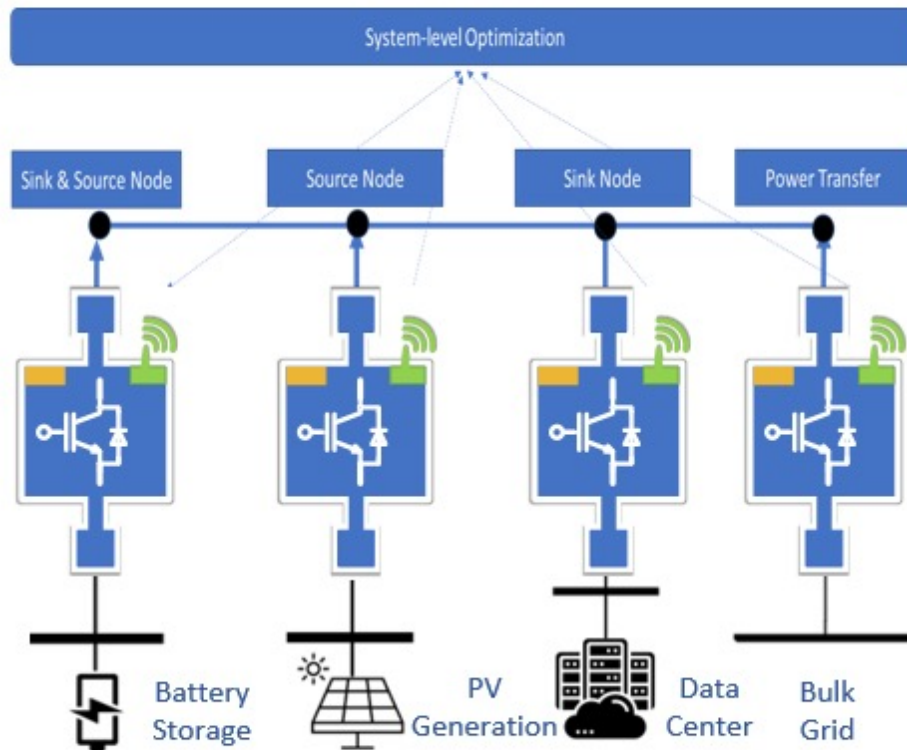 System-level Optimization
Sink & Source Node
Source Node
Sink Node
Power Transfer
Battery
Storage
PV
Generation
Data
Center
Bulk
Grid